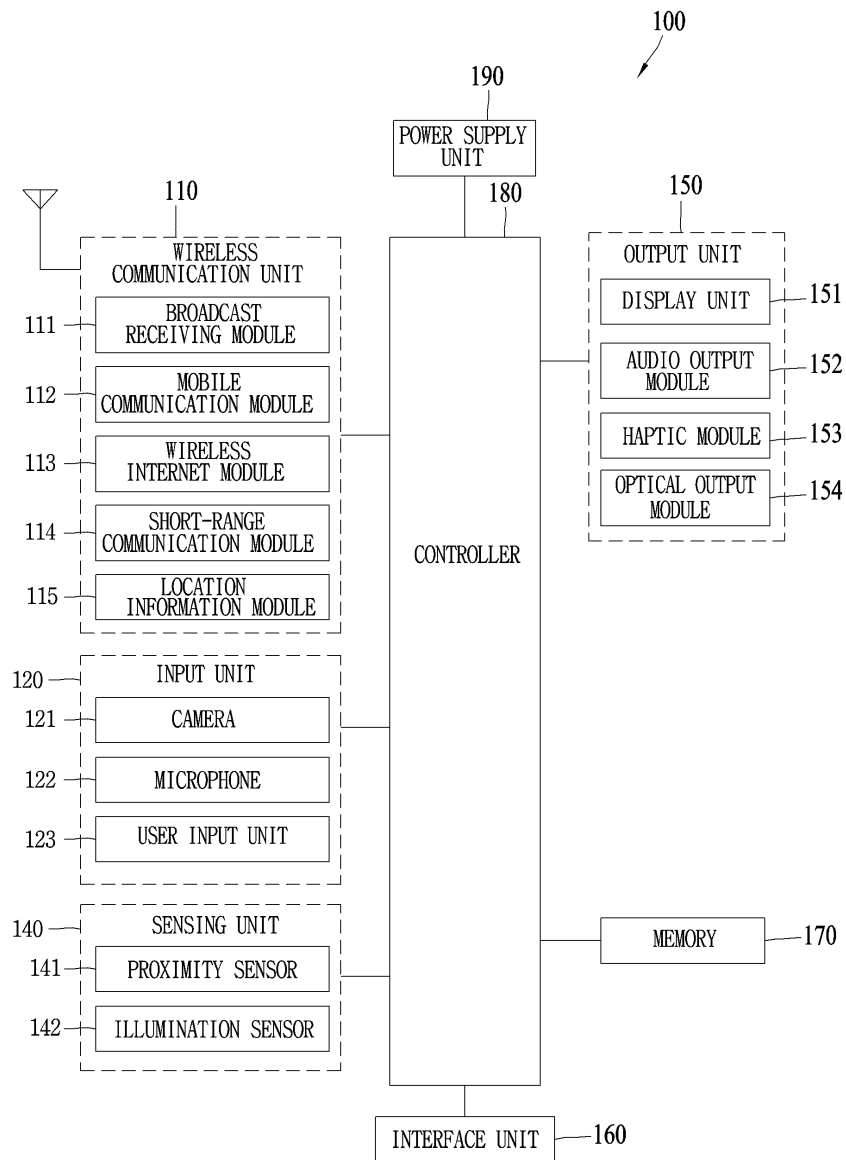 100
190
POWER SUPPLY
UNIT
110
180
150
WIRELESS
COMMUNICATION UNIT
111
BROADCAST
RECEIVING MODULE
112
MOBILE
COMMUNICATION MODULE
113
WIRELESS
INTERNET MODULE
114
SHORT-RANGE
COMMUNICATION MODULE
115
LOCATION
INFORMATION MODULE
120
INPUT UNIT
121
CAMERA
122
MICROPHONE
123
USER INPUT UNIT
140
SENSING UNIT
141
PROXIMITY SENSOR
142
ILLUMINATION SENSOR
CONTROLLER
OUTPUT UNIT
DISPLAY UNIT
151
AUDIO OUTPUT
MODULE
152
HAPTIC MODULE
153
OPTICAL OUTPUT
MODULE
154
MEMORY
170
INTERFACE UNIT
160